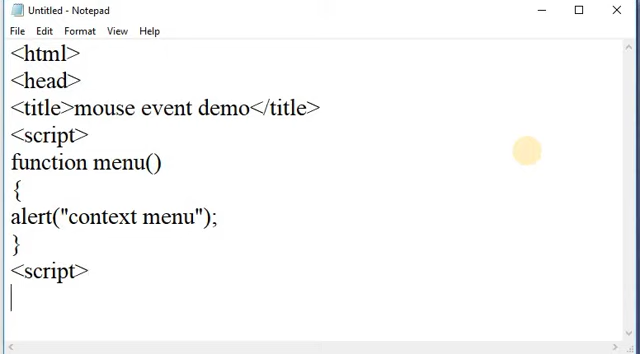 Untitled - Notepad
File Edit Format View Help
<html>
<head>
<title>mouse event demo</title>
<script>
function menu()
{
alert("context menu");
}
<script>